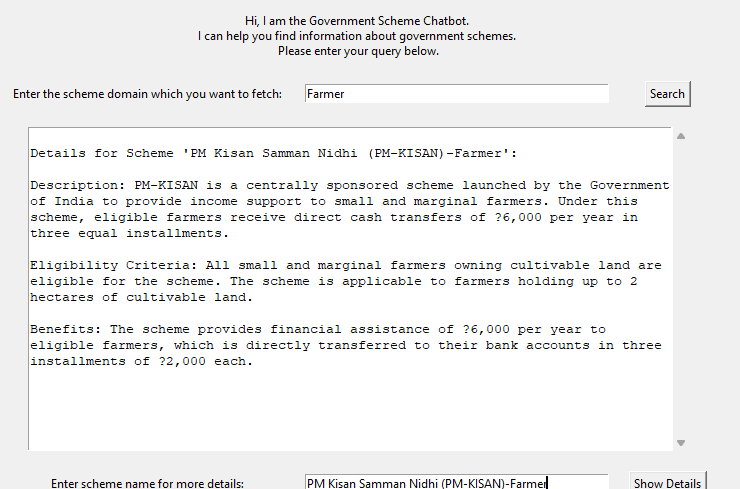 Hi, I am the Government Scheme Chatbot.
I can help you find information about government schemes.
Please enter your query below.
Enter the scheme domain which you want to fetch: Farmer Search
Details for Scheme 'PM Kisan Samman Nidhi (PM-KISAN)-Farmer':
Description: PM-KISAN is a centrally sponsored scheme launched by the Government
of India to provide income support to small and marginal farmers. Under this
scheme, eligible farmers receive direct cash transfers of ?6,000 per year in
three equal installments.
Eligibility Criteria: All small and marginal farmers owning cultivable land are
eligible for the scheme. The scheme is applicable to farmers holding up to 2
hectares of cultivable land.
Benefits: The scheme provides financial assistance of ?6,000 per year to
eligible farmers, which is directly transferred to their bank accounts in three
installments of ?2,000 each.
Enter scheme name for more details: PM Kisan Samman Nidhi (PM-KISAN)-Farmer Show Details